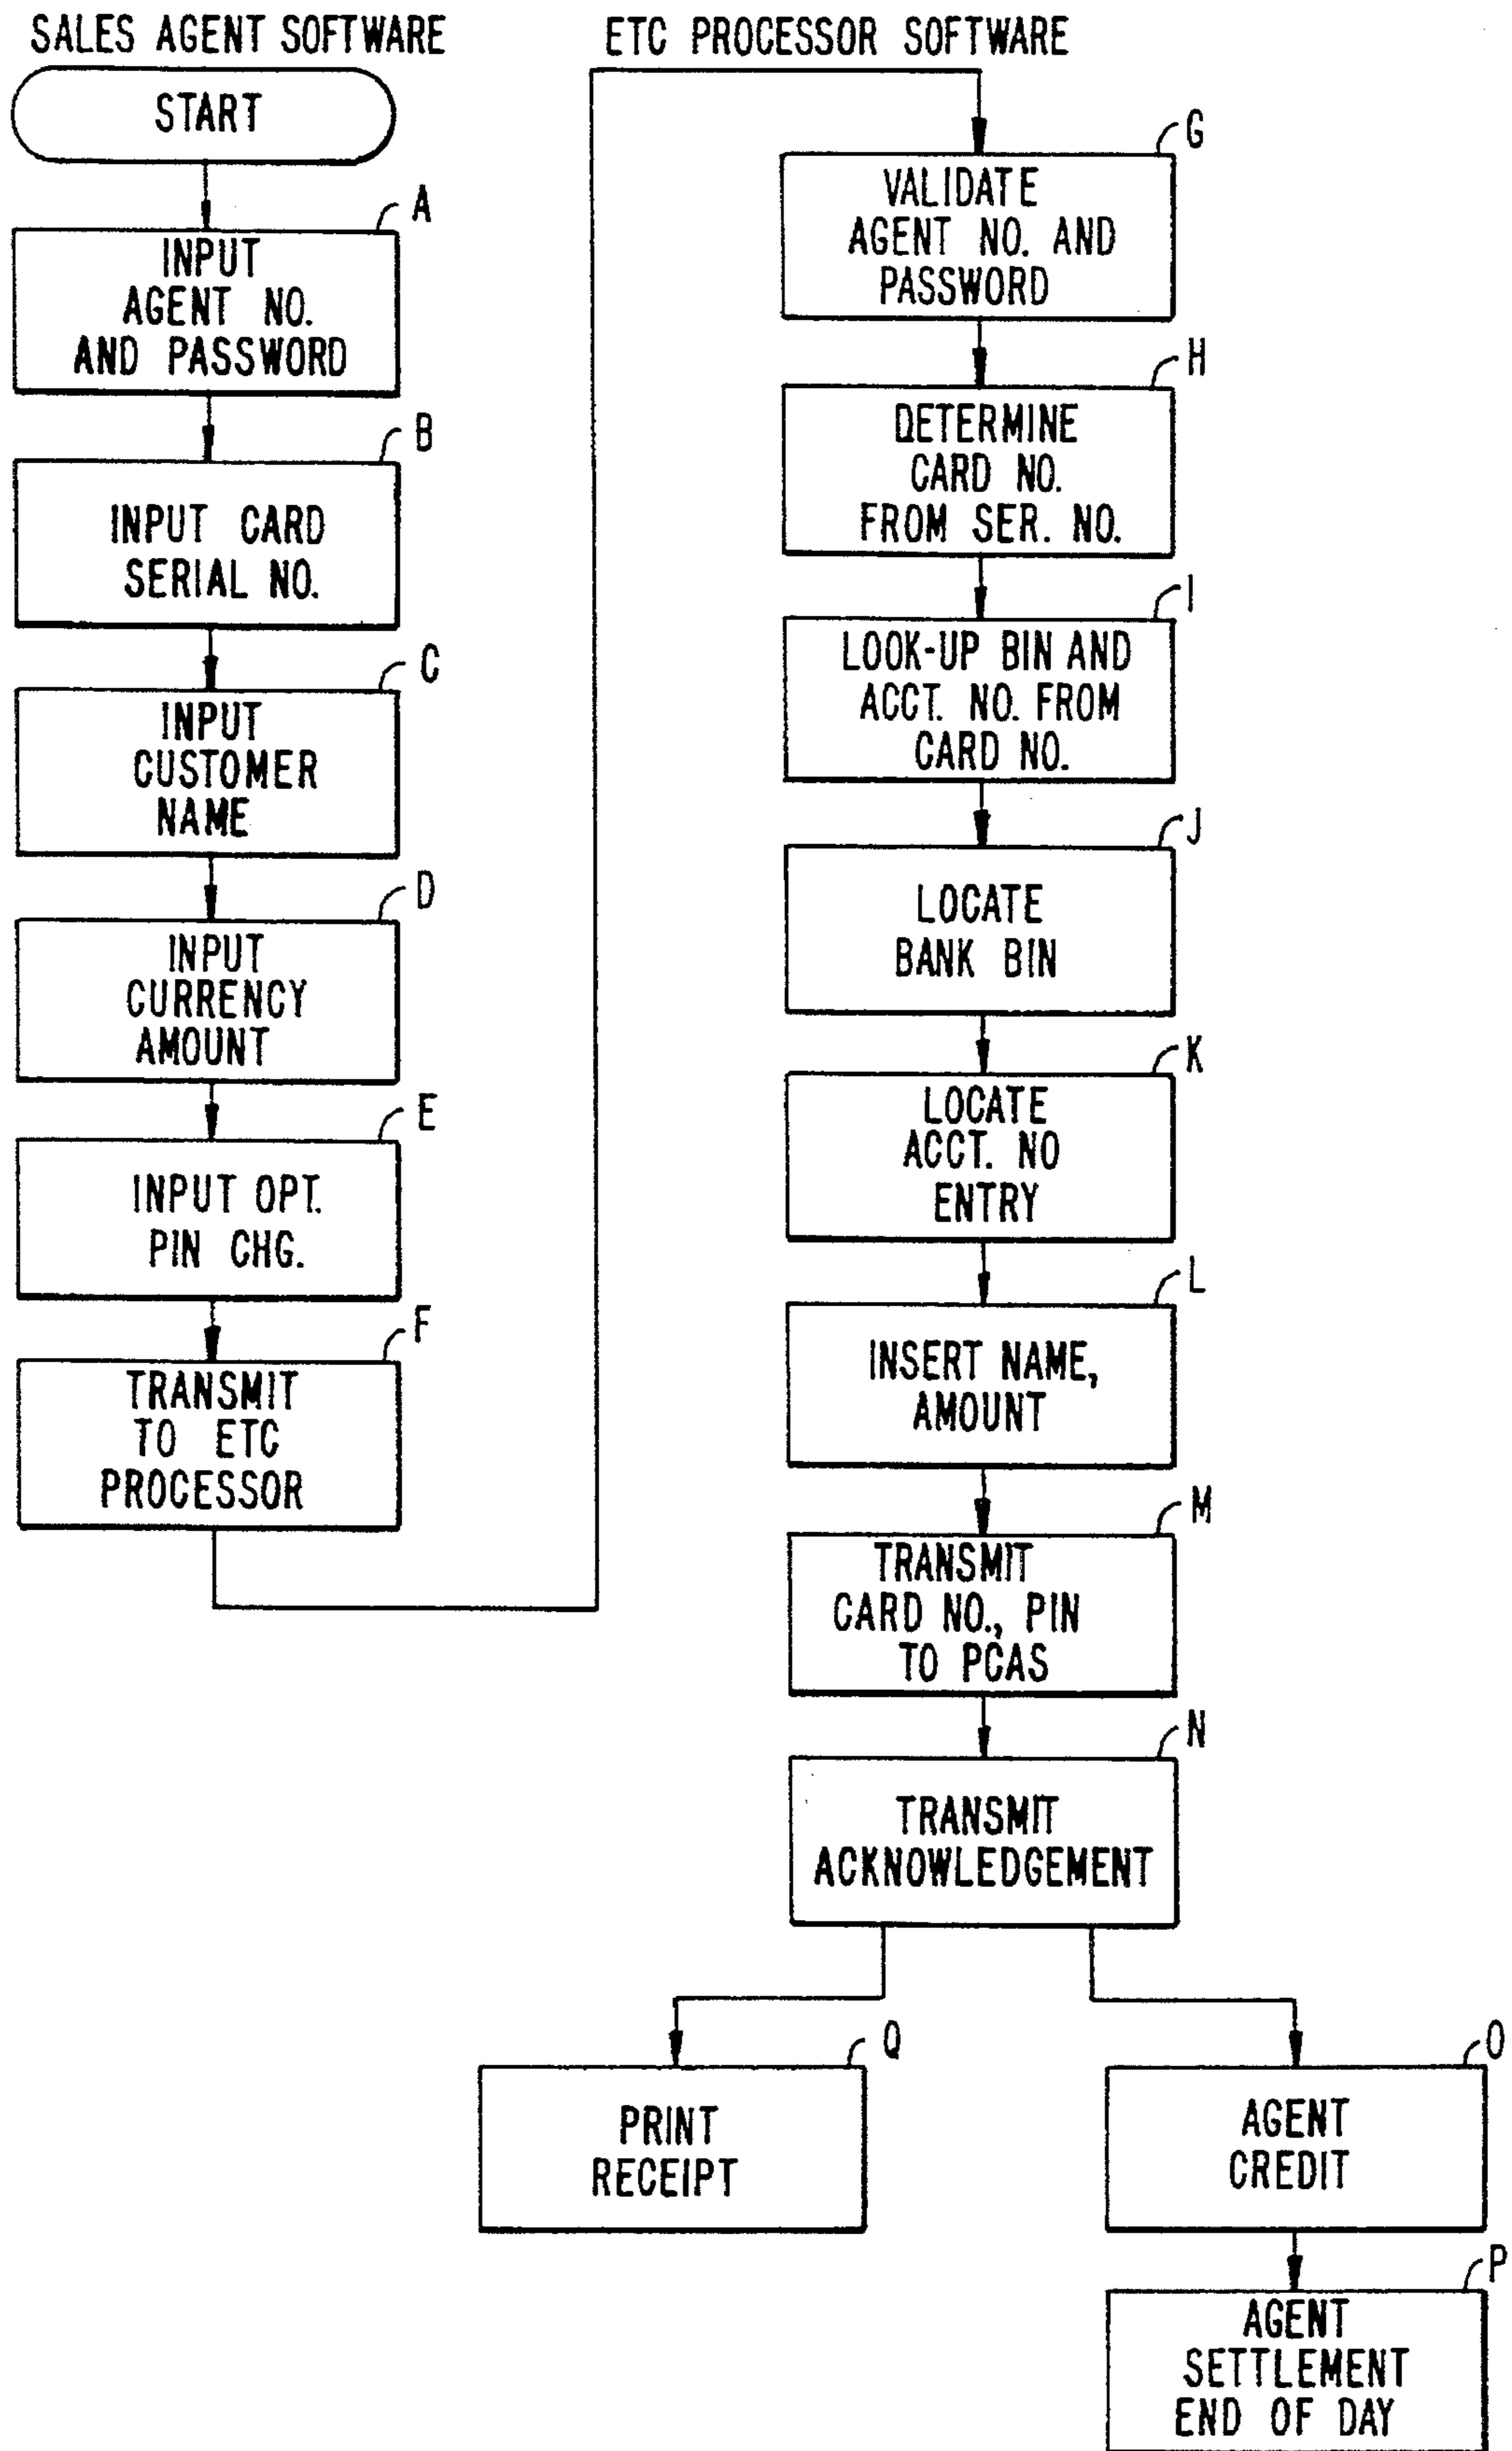 SALES AGENT SOFTWARE
START
A
INPUT
AGENT NO.
AND PASSWORD
B
INPUT CARD
SERIAL NO.
C
INPUT
CUSTOMER
NAME
D
INPUT
CURRENCY
AMOUNT
E
INPUT OPT.
PIN CHG.
F
TRANSMIT
TO ETC
PROCESSOR
ETC PROCESSOR SOFTWARE
G
VALIDATE
AGENT NO. AND
PASSWORD
H
DETERMINE
CARD NO.
FROM SER. NO.
I
LOOK-UP BIN AND
ACCT. NO. FROM
CARD NO.
J
LOCATE
BANK BIN
K
LOCATE
ACCT. NO
ENTRY
L
INSERT NAME,
AMOUNT
M
TRANSMIT
CARD NO., PIN
TO PCAS
N
TRANSMIT
ACKNOWLEDGEMENT
Q
PRINT
RECEIPT
O
AGENT
CREDIT
P
AGENT
SETTLEMENT
END OF DAY